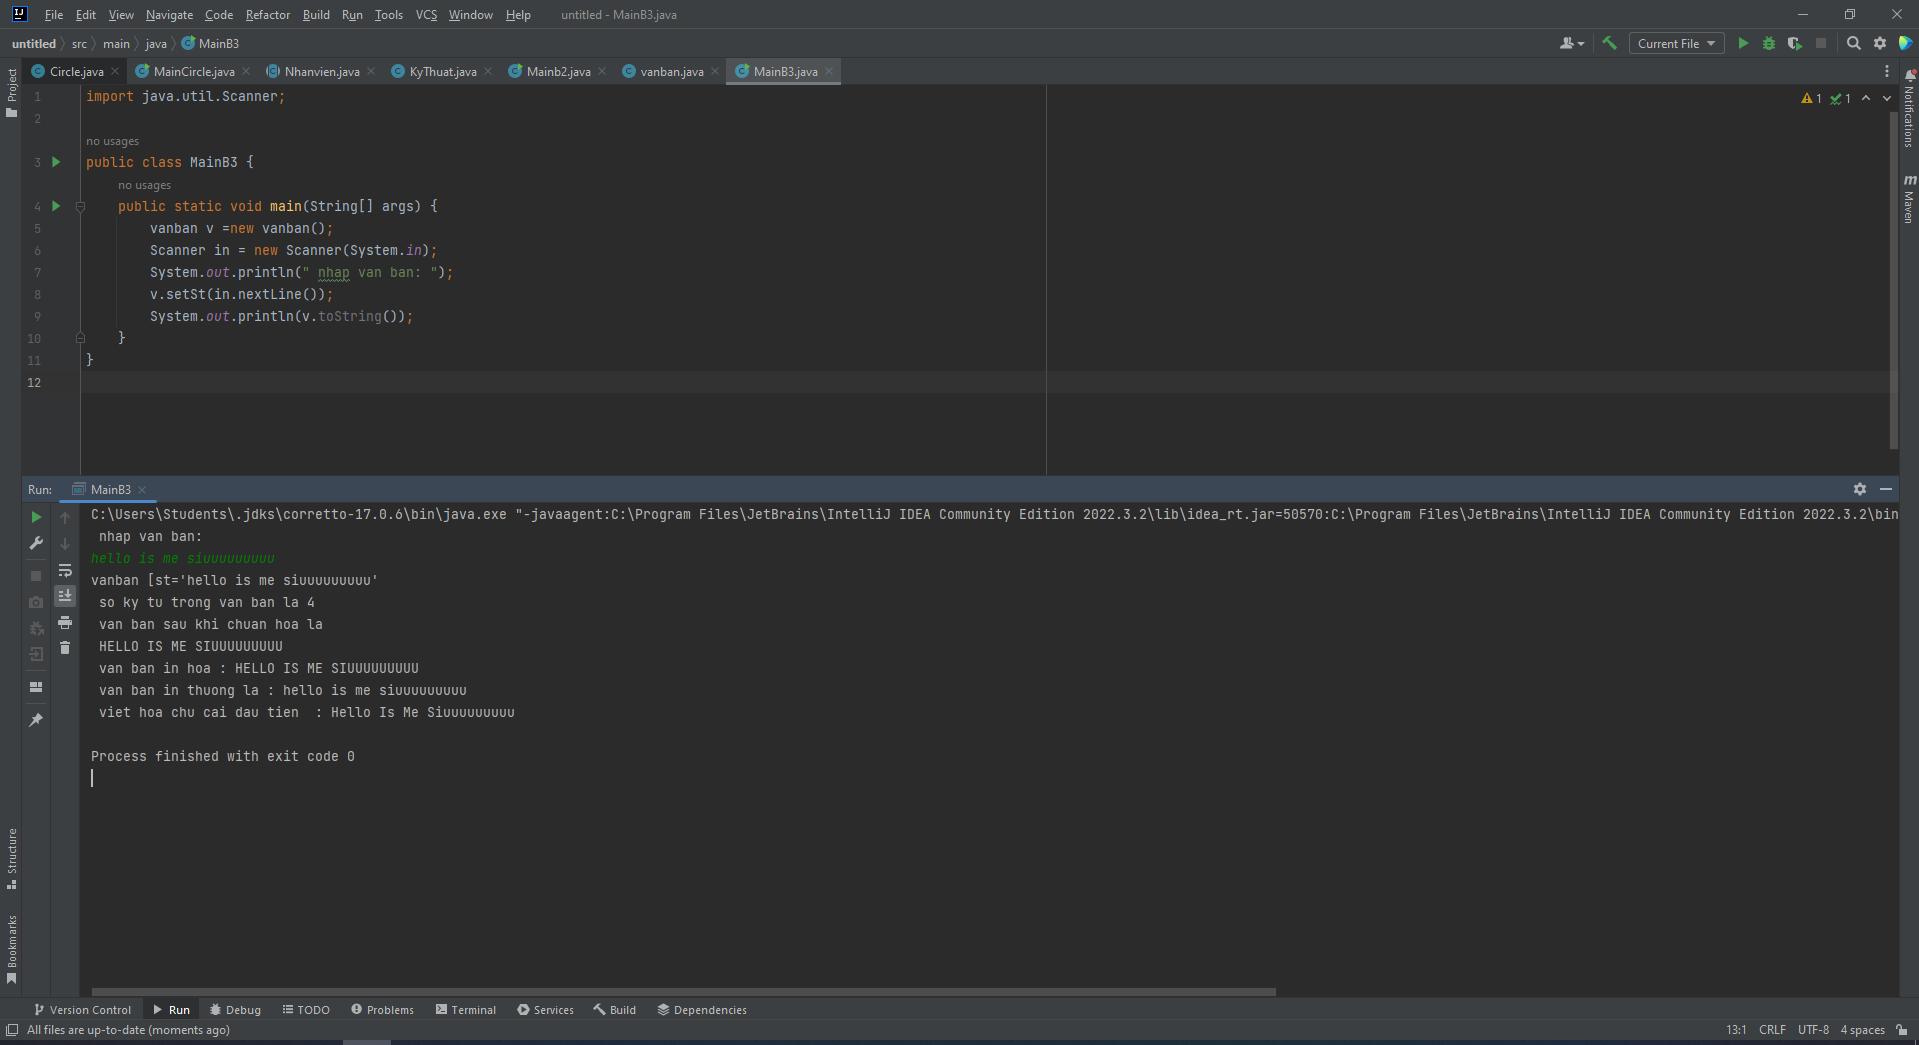 File Edit View Navigate Code Refactor Build Run Tools VCS Window Help untitled - MainB3.java
untitled src main java MainB3
Current File
Circle.java MainCircle.java Nhanvien.java KyThuat.java Mainb2.java vanban.java MainB3.java
Project
Notifications
Maven
1 1
1 import java.util.Scanner;
2
no usages
3 public class MainB3 {
no usages
4 public static void main(String[] args) {
5 vanban v =new vanban();
6 Scanner in = new Scanner(System.in);
7 System.out.println(" nhap van ban: ");
8 v.setSt(in.nextLine());
9 System.out.println(v.toString());
10 }
11 }
12
Run: MainB3
C:\Users\Students\.jdks\corretto-17.0.6\bin\java.exe "-javaagent:C:\Program Files\JetBrains\IntelliJ IDEA Community Edition 2022.3.2\lib\idea_rt.jar=50570:C:\Program Files\JetBrains\IntelliJ IDEA Community Edition 2022.3.2\bin
nhap van ban:
hello is me siuuuuuuuuu
vanban [st='hello is me siuuuuuuuuu'
so ky tu trong van ban la 4
van ban sau khi chuan hoa la
HELLO IS ME SIUUUUUUUUU
van ban in hoa : HELLO IS ME SIUUUUUUUUU
van ban in thuong la : hello is me siuuuuuuuuu
viet hoa chu cai dau tien  : Hello Is Me Siuuuuuuuuu
Process finished with exit code 0
Structure
Bookmarks
Version Control Run Debug TODO Problems Terminal Services Build Dependencies
All files are up-to-date (moments ago) 13:1 CRLF UTF-8 4 spaces